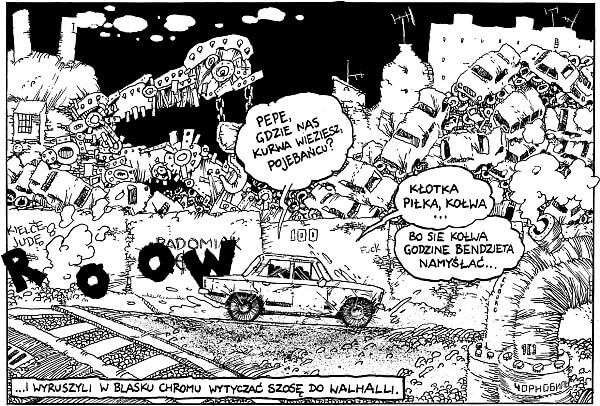 PEPE,
GDZIE NAS
KURWA WIEZIESZ,
POJEBAŃCU?
KŁOTKA
PIŁKA, KOŁWA
...
BO SIE KOŁWA
GODZINE BENDZIETA
NAMYŚLAĆ...
KIELCE
JUDE
RADOMIAK
100
F*CK
RoOW
10
ЧОРНОБИЛЬ
...I WYRUSZYLI W BLASKU CHROMU WYTYCZAĆ SZOSĘ DO WALHALLI.